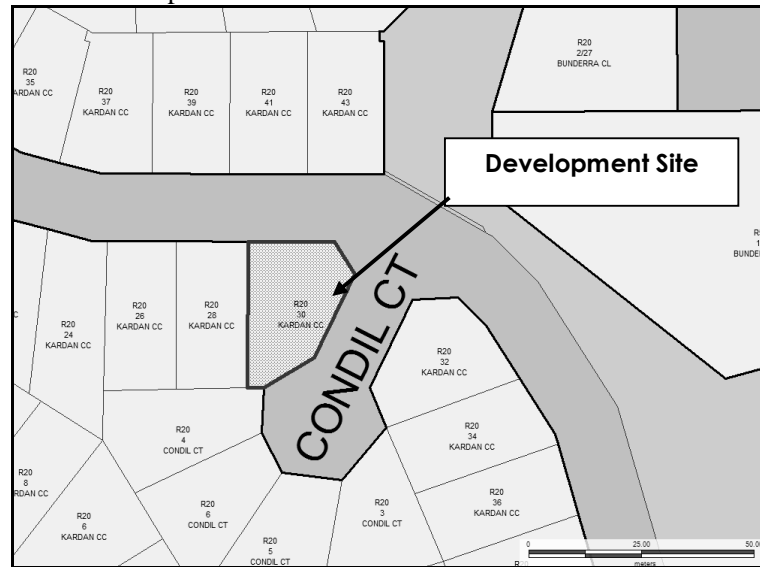 R20
35
ARDAN CC
R20
37
KARDAN CC
R20
39
KARDAN CC
R20
41
KARDAN CC
R20
43
KARDAN CC
R20
2/27
BUNDERRA CL
Development Site
1
BUNDE
R20
24
KARDAN CC
R20
26
KARDAN CC
R20
28
KARDAN CC
R20
30
KARDAN CC
CONDIL CT
R20
32
KARDAN CC
R20
34
KARDAN CC
R20
36
KARDAN CC
R20
4
CONDIL CT
R20
8
RDAN CC
R20
6
KARDAN CC
R20
6
CONDIL CT
R20
5
CONDIL CT
R20
3
CONDIL CT
0
25.00
50.00
meters